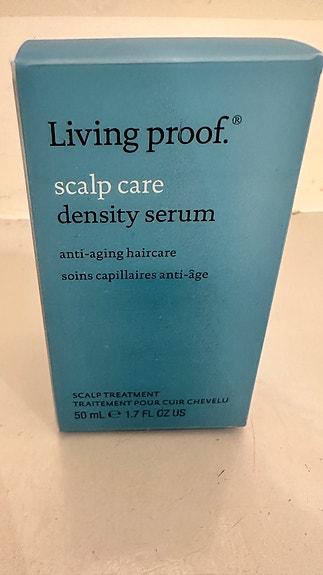 Living proof.®
scalp care
density serum
anti-aging haircare
soins capillaires anti-âge
SCALP TREATMENT
TRAITEMENT POUR CUIR CHEVELU
50 mL ℮ 1.7 FL OZ US